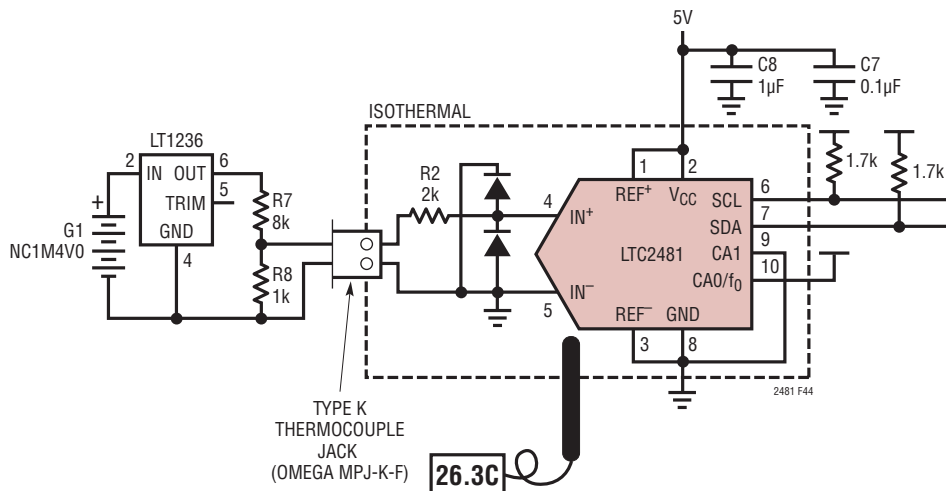 5V
C8
1µF
C7
0.1µF
ISOTHERMAL
LT1236
2
IN
OUT
6
TRIM
5
GND
4
+
G1
NC1M4V0
R7
8k
R8
1k
R2
2k
1
2
REF+
VCC
4
IN+
LTC2481
IN−
5
REF−
GND
3
8
SCL
6
SDA
7
CA1
9
CA0/f0
10
1.7k
1.7k
2481 F44
TYPE K
THERMOCOUPLE
JACK
(OMEGA MPJ-K-F)
26.3C